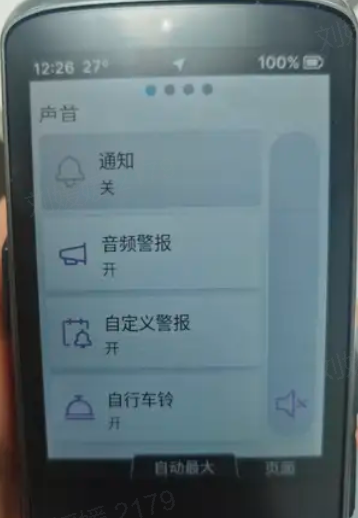 12:26 27° 100%
声音
通知
关
音频警报
开
自定义警报
开
自行车铃
开
自动最大 页面
2179